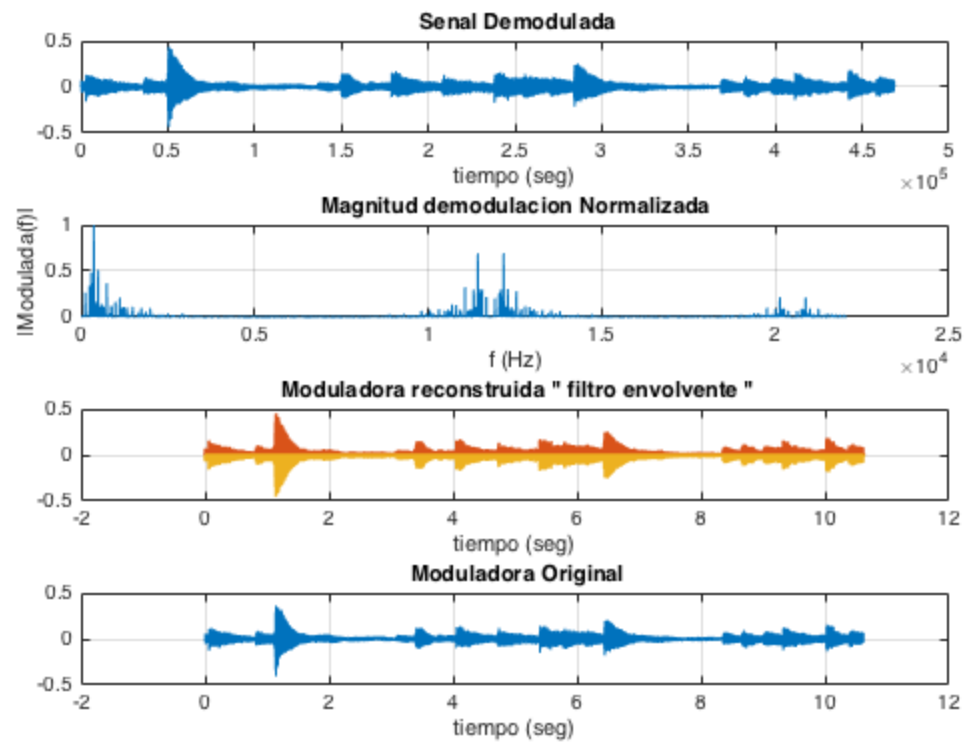 Senal Demodulada
0.5
0
-0.5
0 0.5 1 1.5 2 2.5 3 3.5 4 4.5 5
tiempo (seg)
×10⁵
Magnitud demodulacion Normalizada
|Modulada(f)|
1
0.5
0
0 0.5 1 1.5 2 2.5
f (Hz)
×10⁴
Moduladora reconstruida " filtro envolvente "
0.5
0
-0.5
-2 0 2 4 6 8 10 12
tiempo (seg)
Moduladora Original
0.5
0
-0.5
-2 0 2 4 6 8 10 12
tiempo (seg)